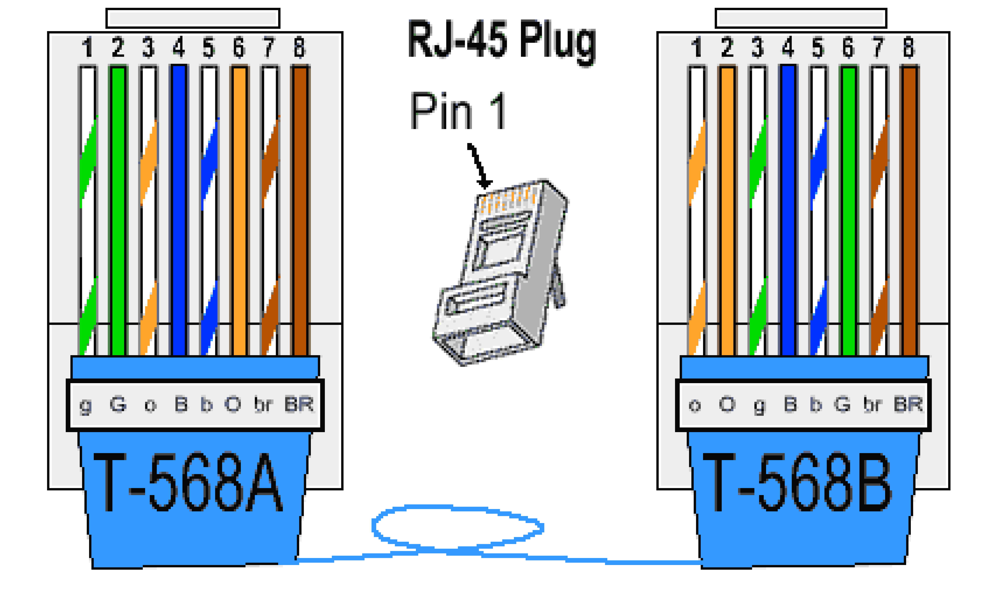 1 2 3 4 5 6 7 8
RJ-45 Plug
Pin 1
1 2 3 4 5 6 7 8
g G o B b O br BR
T-568A
o O g B b G br BR
T-568B